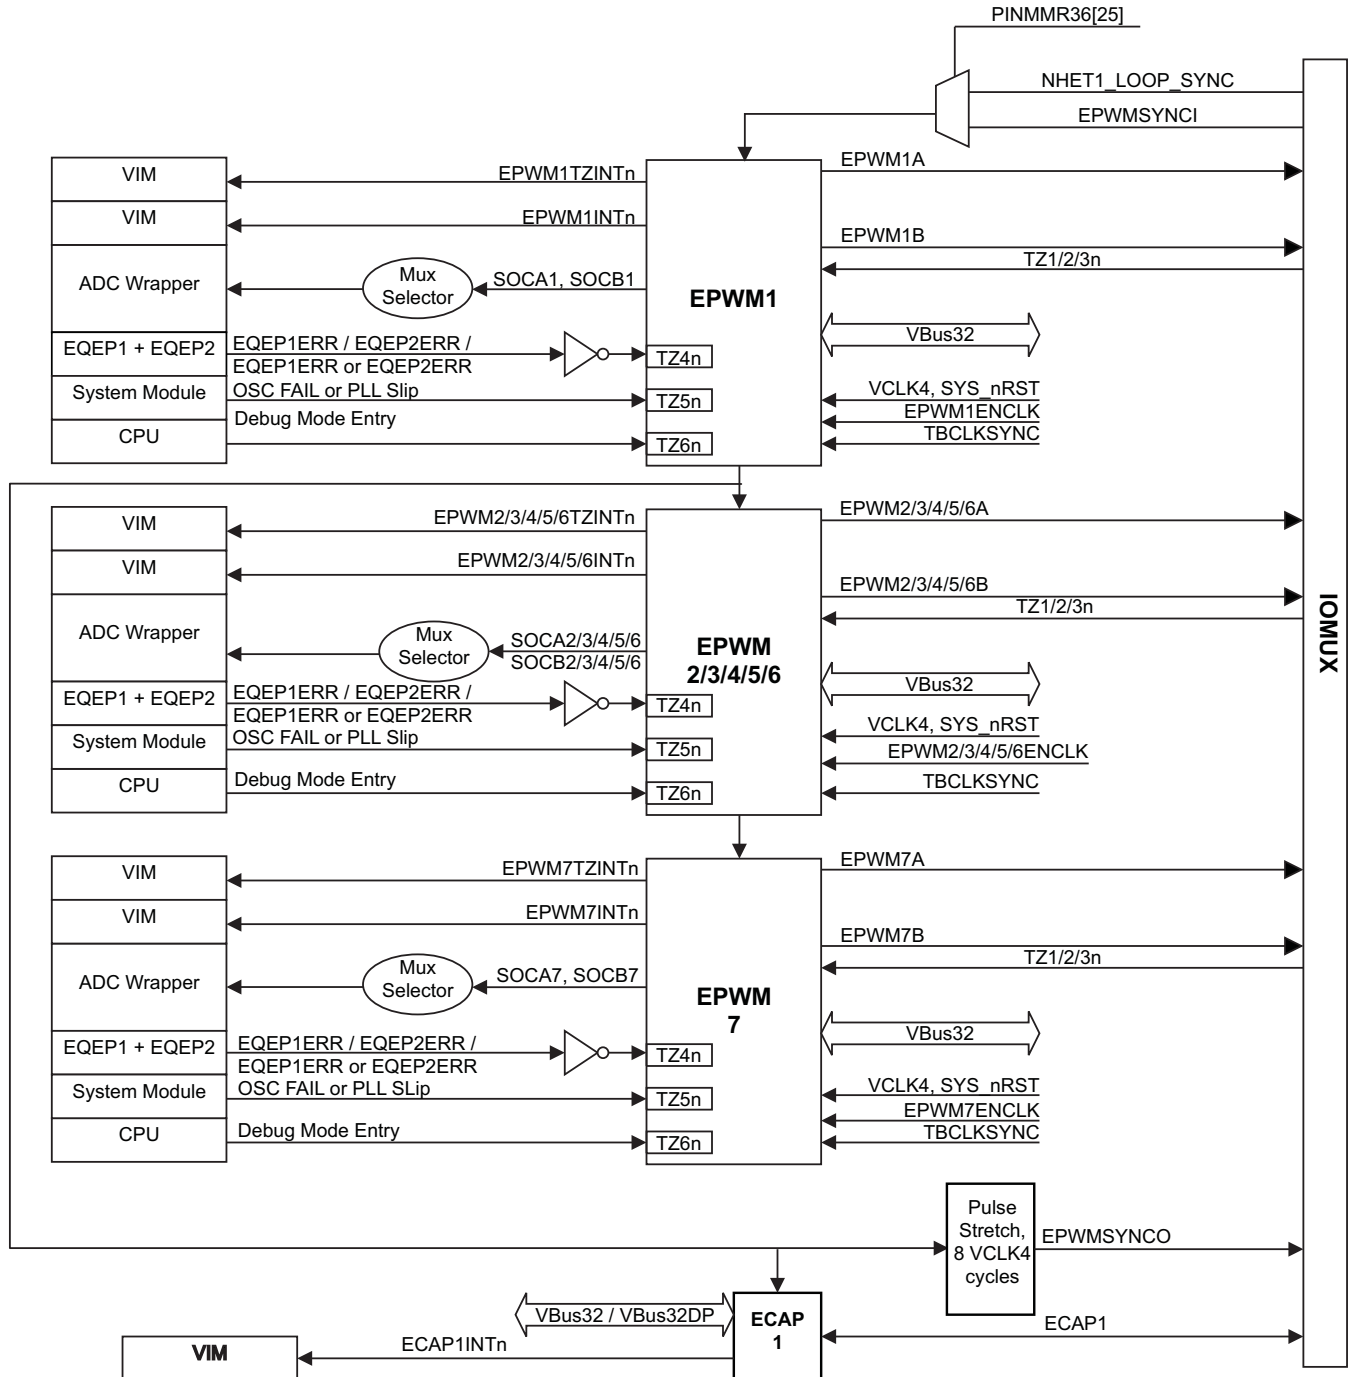 PINMMR36[25]
NHET1_LOOP_SYNC
EPWMSYNCI
VIM
EPWM1TZINTn
EPWM1A
VIM
EPWM1INTn
EPWM1B
TZ1/2/3n
ADC Wrapper
Mux
Selector
SOCA1, SOCB1
EPWM1
VBus32
EQEP1 + EQEP2
EQEP1ERR / EQEP2ERR /
EQEP1ERR or EQEP2ERR
TZ4n
System Module
OSC FAIL or PLL Slip
TZ5n
VCLK4, SYS_nRST
EPWM1ENCLK
TBCLKSYNC
CPU
Debug Mode Entry
TZ6n
VIM
EPWM2/3/4/5/6TZINTn
EPWM2/3/4/5/6A
VIM
EPWM2/3/4/5/6INTn
EPWM2/3/4/5/6B
TZ1/2/3n
IOMUX
ADC Wrapper
Mux
Selector
SOCA2/3/4/5/6
SOCB2/3/4/5/6
EPWM
2/3/4/5/6
VBus32
EQEP1 + EQEP2
EQEP1ERR / EQEP2ERR /
EQEP1ERR or EQEP2ERR
TZ4n
System Module
OSC FAIL or PLL Slip
TZ5n
VCLK4, SYS_nRST
EPWM2/3/4/5/6ENCLK
TBCLKSYNC
CPU
Debug Mode Entry
TZ6n
VIM
EPWM7TZINTn
EPWM7A
VIM
EPWM7INTn
EPWM7B
TZ1/2/3n
ADC Wrapper
Mux
Selector
SOCA7, SOCB7
EPWM
7
VBus32
EQEP1 + EQEP2
EQEP1ERR / EQEP2ERR /
EQEP1ERR or EQEP2ERR
TZ4n
System Module
OSC FAIL or PLL SLip
TZ5n
VCLK4, SYS_nRST
EPWM7ENCLK
TBCLKSYNC
CPU
Debug Mode Entry
TZ6n
Pulse
Stretch,
8 VCLK4
cycles
EPWMSYNCO
VBus32 / VBus32DP
ECAP
1
ECAP1
VIM
ECAP1INTn